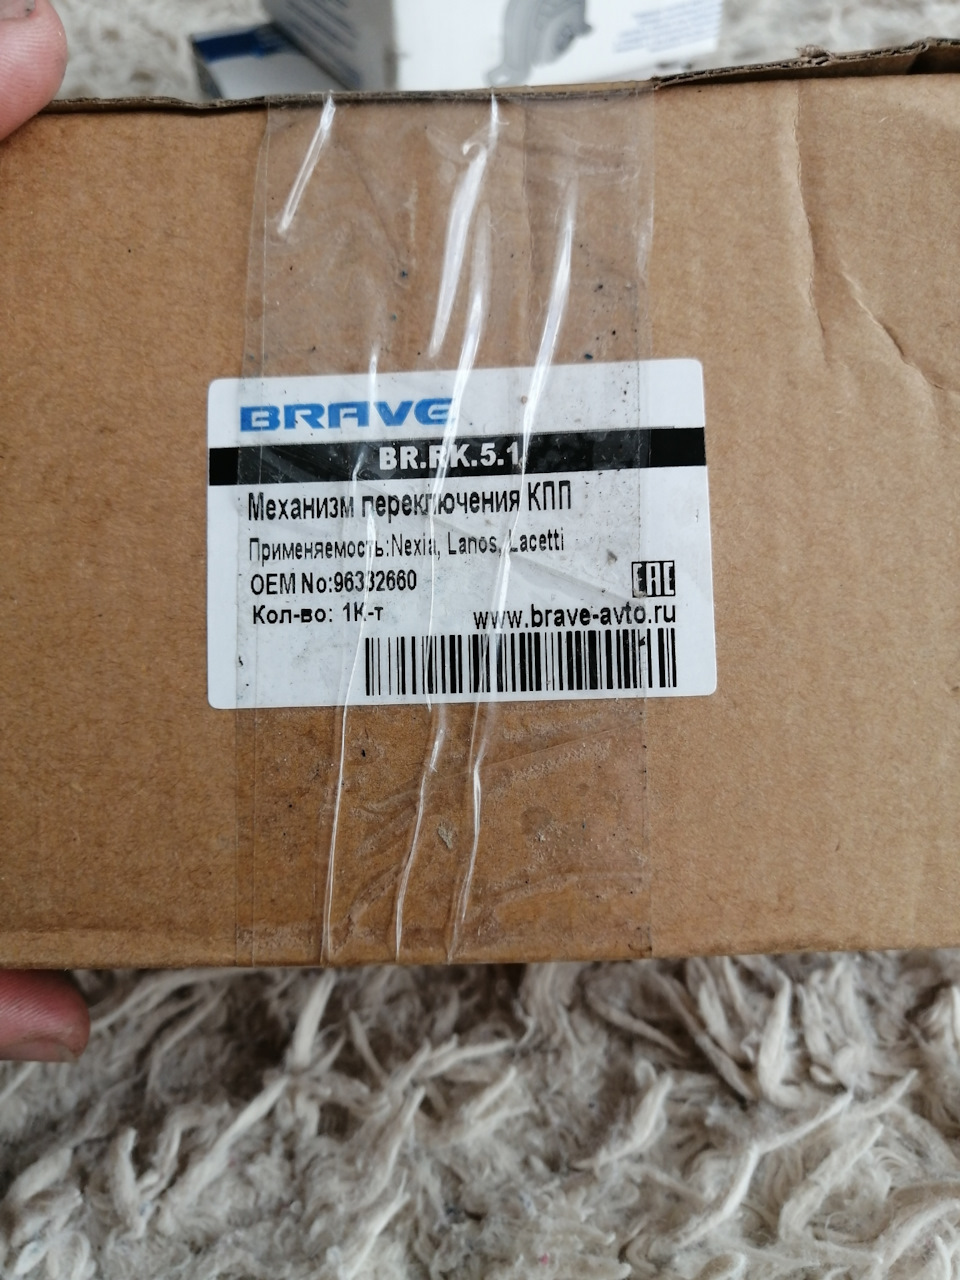 BRAVE
BR.RK.5.1
Механизм переключения КПП
Применяемость:Nexia, Lanos, Lacetti
OEM No:96332660
EAC
Кол-во: 1К-т
www.brave-avto.ru